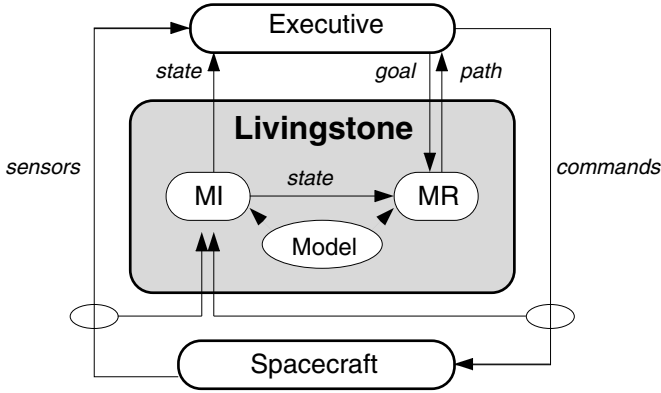 Executive
state
goal
path
Livingstone
sensors
state
commands
MI
MR
Model
Spacecraft